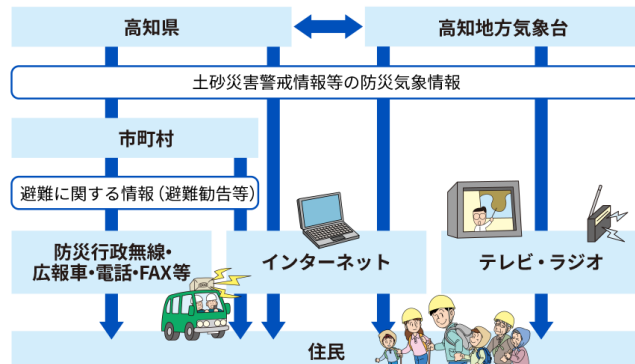 高知県
高知地方気象台
土砂災害警戒情報等の防災気象情報
市町村
避難に関する情報（避難勧告等）
防災行政無線・
広報車・電話・FAX等
インターネット
テレビ・ラジオ
住民